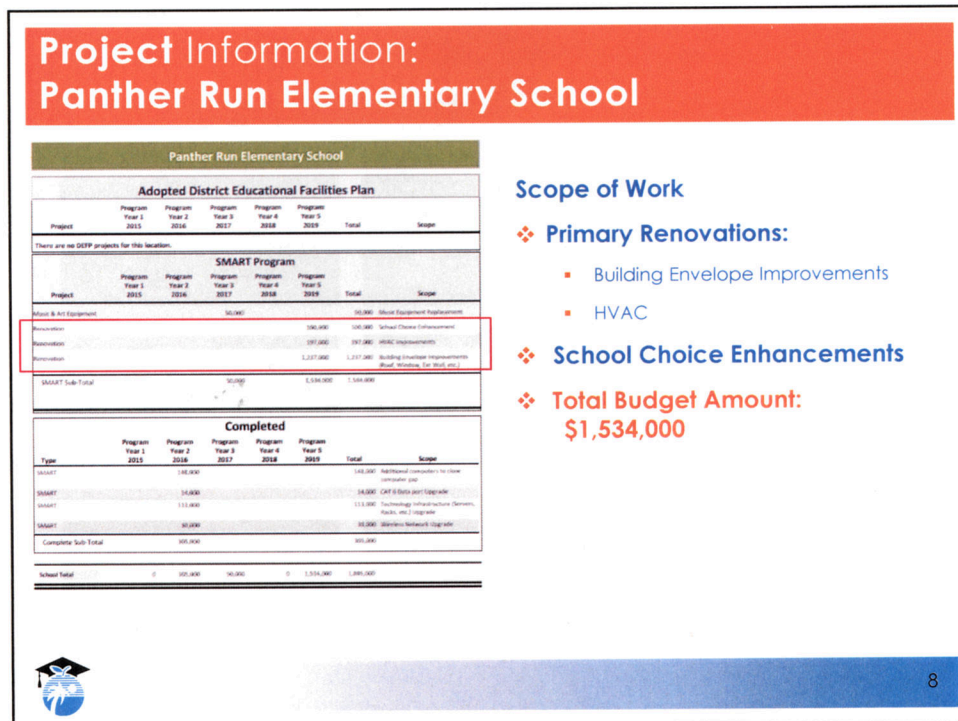 Project Information:
Panther Run Elementary School
Panther Run Elementary School
Adopted District Educational Facilities Plan
Project Program Year 1 2015 Program Year 2 2016 Program Year 3 2017 Program Year 4 2018 Program Year 5 2019 Total Scope
There are no DEFP projects for this location.
SMART Program
Project Program Year 1 2015 Program Year 2 2016 Program Year 3 2017 Program Year 4 2018 Program Year 5 2019 Total Scope
Music & Art Equipment 50,000 50,000 Music Equipment Replacement
Renovation 100,000 100,000 School Choice Enhancement
Renovation 197,000 197,000 HVAC Improvements
Renovation 1,237,000 1,237,000 Building Envelope Improvements
(Roof, Window, Ext Wall, etc.)
SMART Sub-Total 50,000 1,534,000
Completed
Type Program Year 1 2015 Program Year 2 2016 Program Year 3 2017 Program Year 4 2018 Program Year 5 2019 Total Scope
SMART 148,000 148,000 Additional computers to close
computer gap
SMART 14,000 14,000 CAT 6 Data port Upgrade
SMART 113,000 113,000 Technology Infrastructure (Servers,
Racks, etc.) Upgrade
SMART 30,000 30,000 Wireless Network Upgrade
Complete Sub-Total 305,000 305,000
School Total 0 305,000 50,000 0 1,534,000
Scope of Work
Primary Renovations:
Building Envelope Improvements
HVAC
School Choice Enhancements
Total Budget Amount:
$1,534,000
8